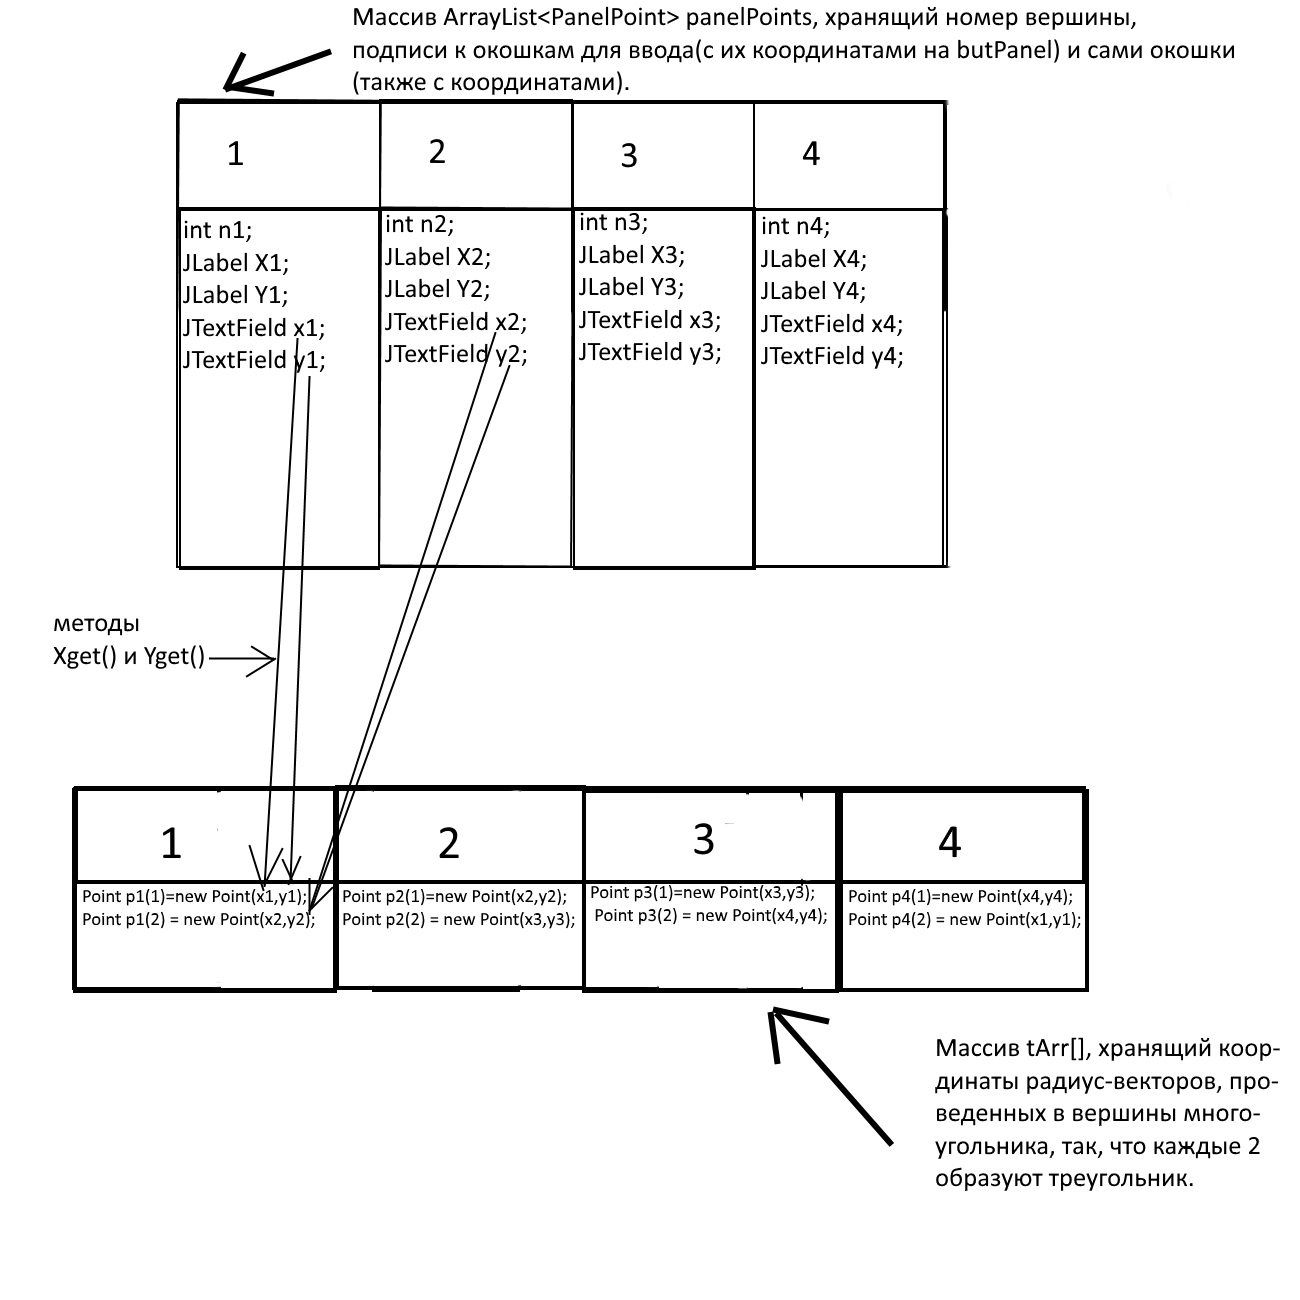 Массив ArrayList<PanelPoint> panelPoints, хранящий номер вершины,
подписи к окошкам для ввода(с их координатами на butPanel) и сами окошки
(также с координатами).
1
2
3
4
int n1;
JLabel X1;
JLabel Y1;
JTextField x1;
JTextField y1;
int n2;
JLabel X2;
JLabel Y2;
JTextField x2;
JTextField y2;
int n3;
JLabel X3;
JLabel Y3;
JTextField x3;
JTextField y3;
int n4;
JLabel X4;
JLabel Y4;
JTextField x4;
JTextField y4;
методы
Xget() и Yget()
1
2
3
4
Point p1(1)=new Point(x1,y1);
Point p1(2) = new Point(x2,y2);
Point p2(1)=new Point(x2,y2);
Point p2(2) = new Point(x3,y3);
Point p3(1)=new Point(x3,y3);
Point p3(2) = new Point(x4,y4);
Point p4(1)=new Point(x4,y4);
Point p4(2) = new Point(x1,y1);
Массив tArr[], хранящий коор-
динаты радиус-векторов, про-
веденных в вершины много-
угольника, так, что каждые 2
образуют треугольник.